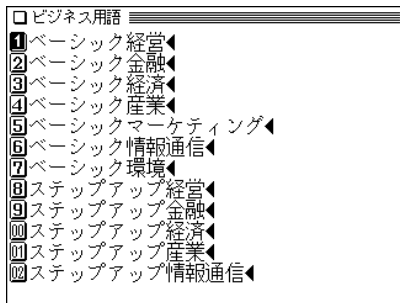 ビジネス用語
1ベーシック経営◀
2ベーシック金融◀
3ベーシック経済◀
4ベーシック産業◀
5ベーシックマーケティング◀
6ベーシック情報通信◀
7ベーシック環境◀
8ステップアップ経営◀
9ステップアップ金融◀
00ステップアップ経済◀
01ステップアップ産業◀
02ステップアップ情報通信◀